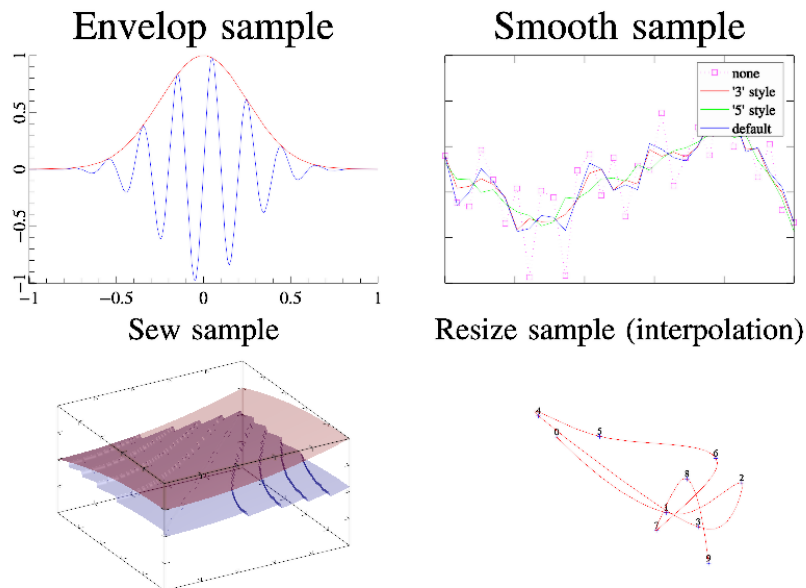 Envelop sample
Smooth sample
1
0.5
0
−0.5
−1
−1
−0.5
0
0.5
1
none
'3' style
'5' style
default
Sew sample
Resize sample (interpolation)
4
0
5
6
8
2
1
7
3
9